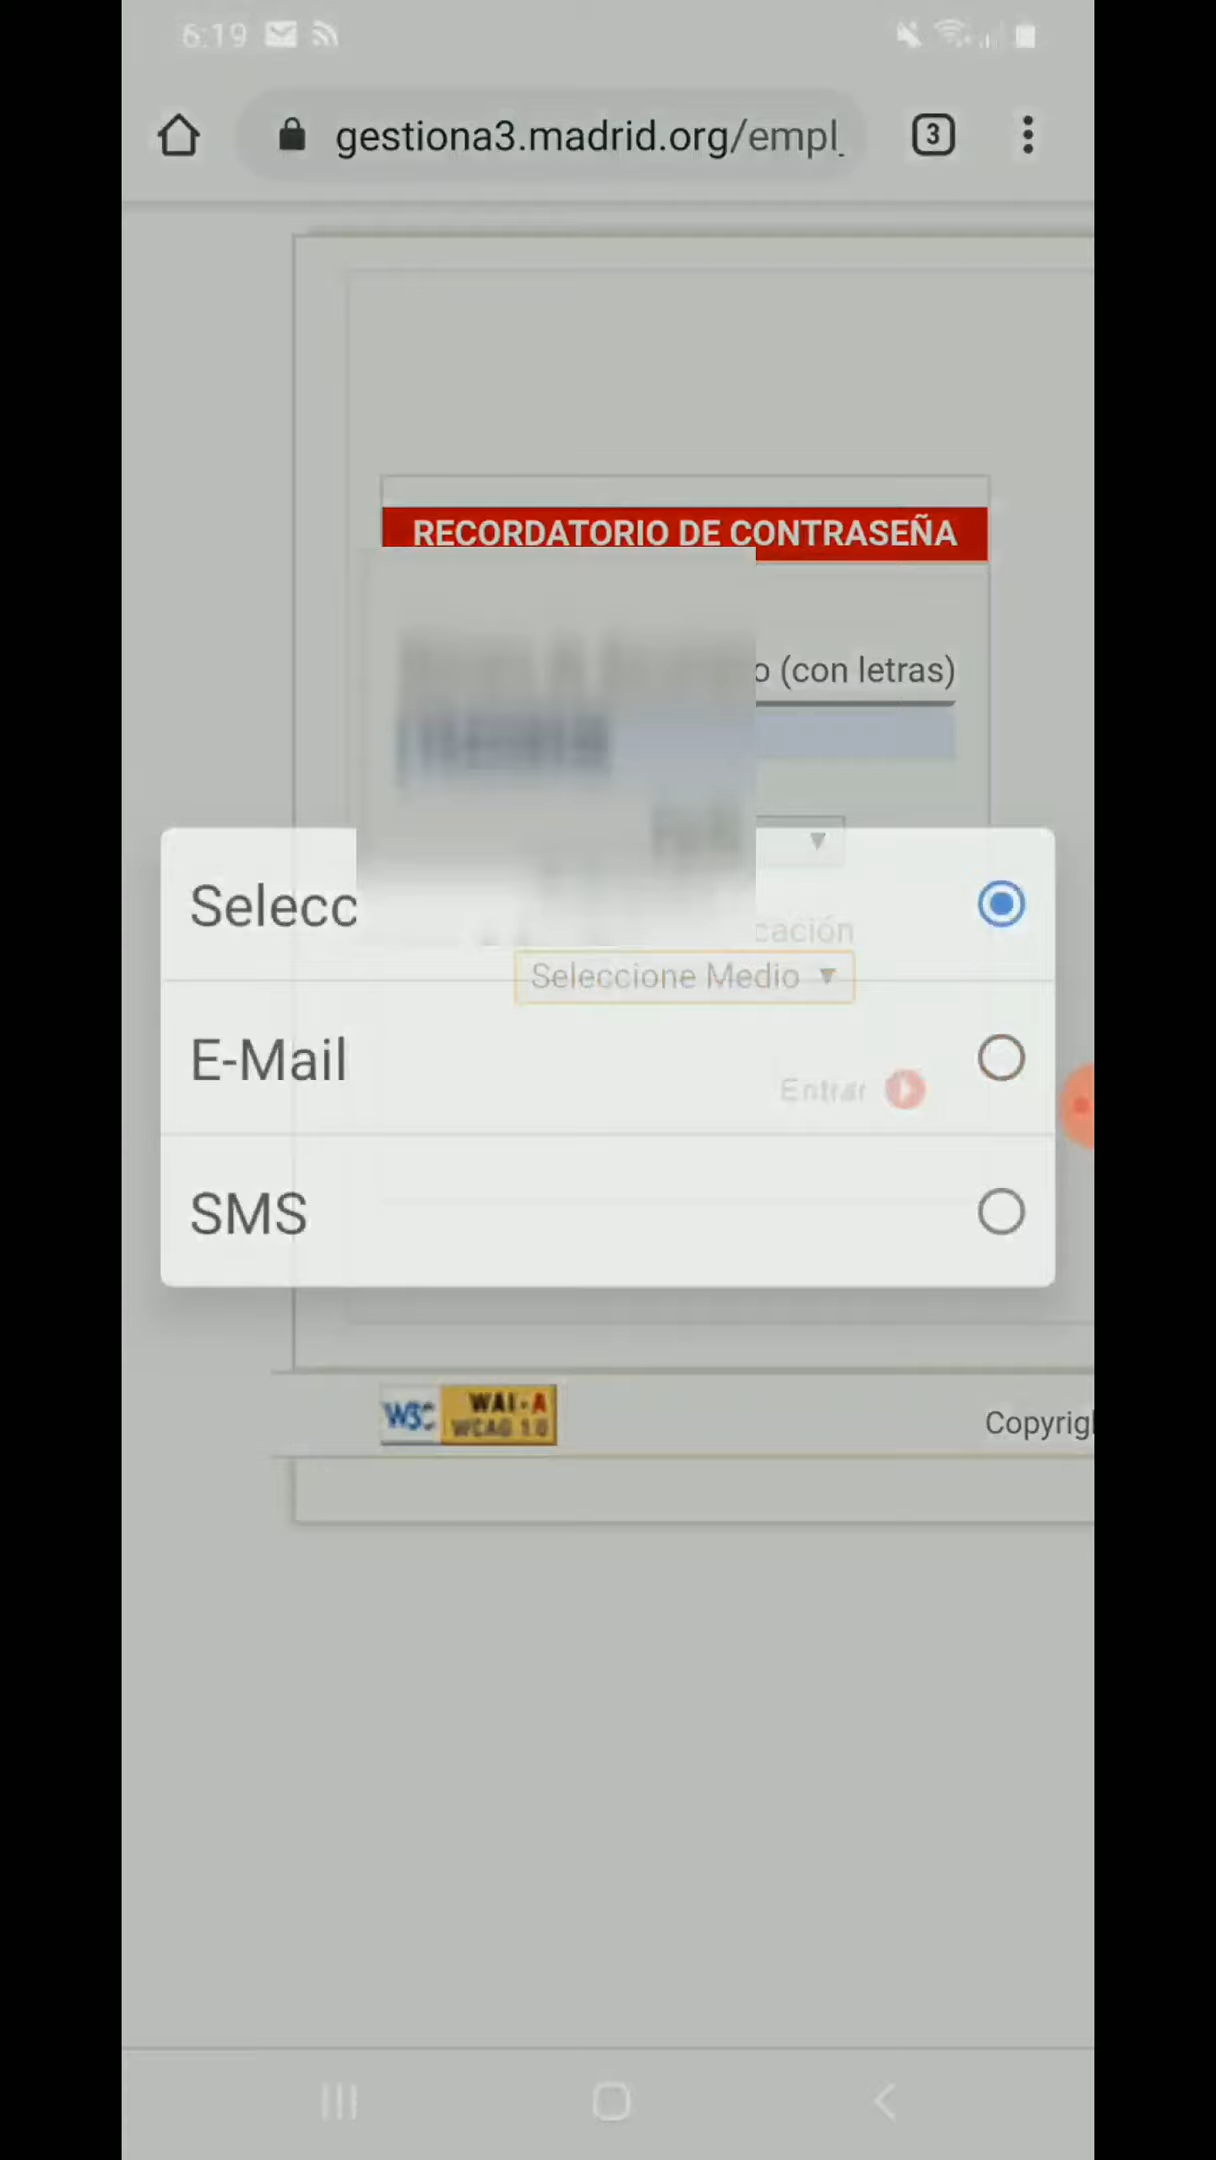 6:19
gestiona3.madrid.org/empl
3
RECORDATORIO DE CONTRASEÑA
(con letras)
Selecc
cación
Seleccione Medio
E-Mail
Entrar
SMS
W3C WAI-A
WCAG 1.0
Copyrig